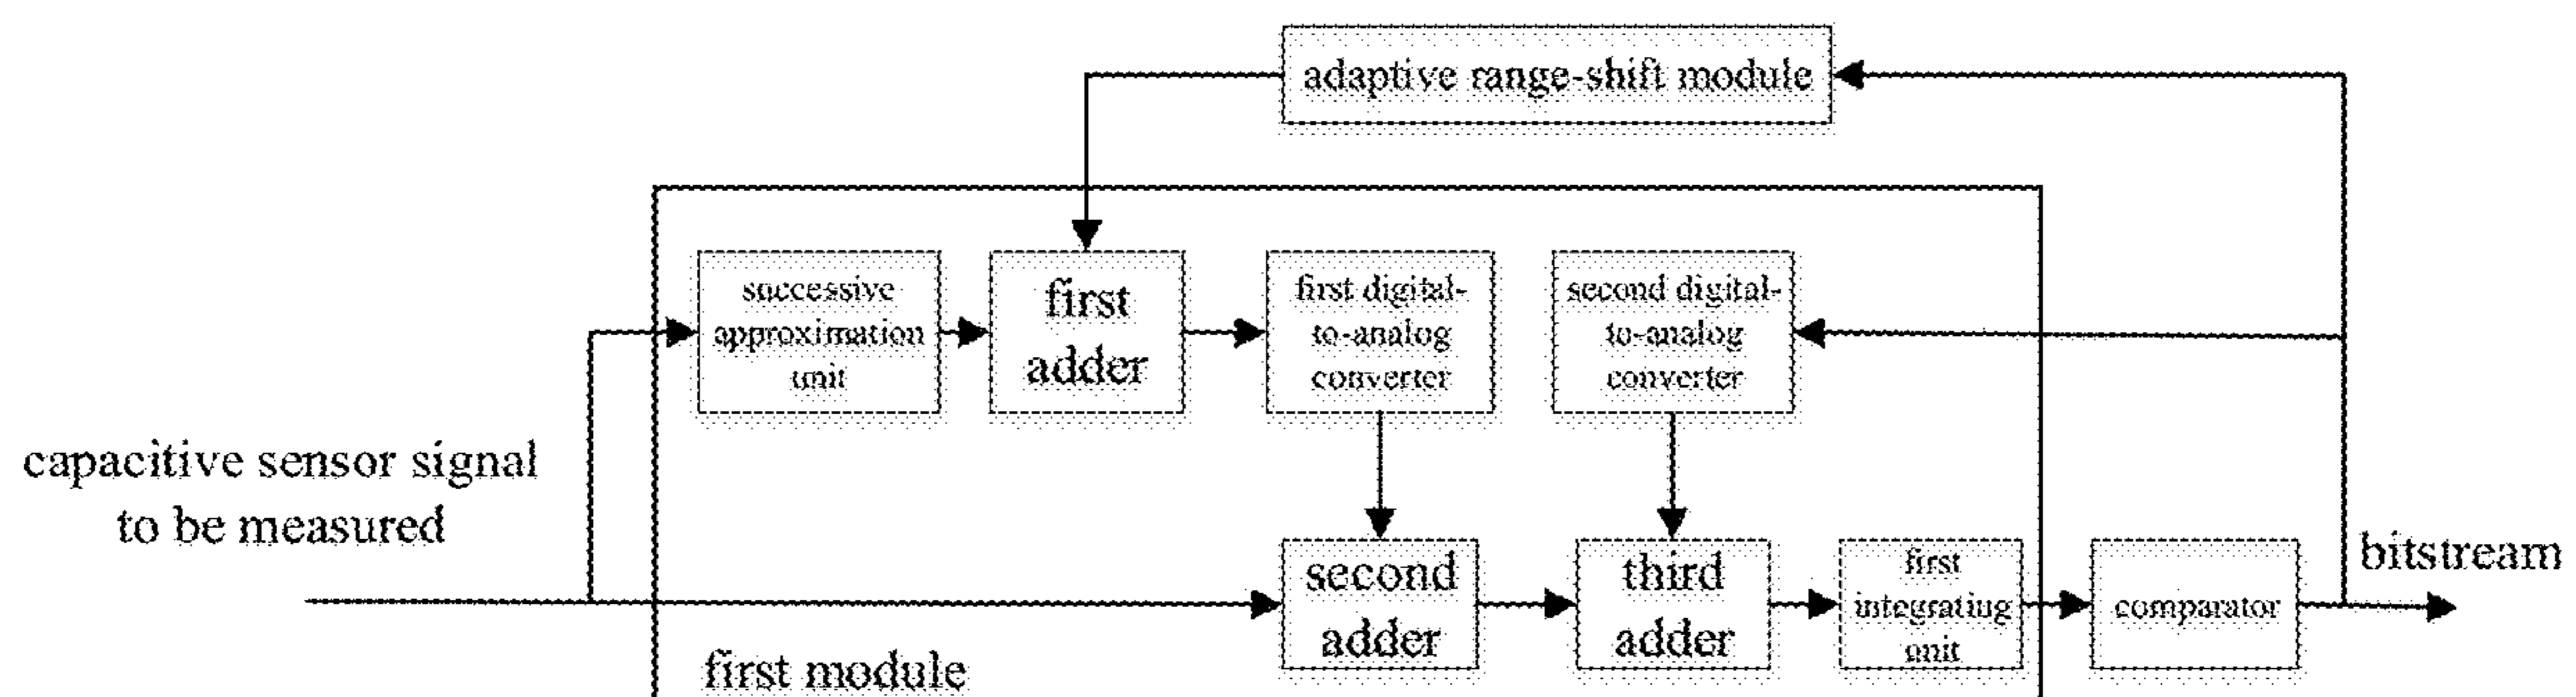 adaptive range-shift module
successive
approximation
unit
first
adder
first digital-
to-analog
converter
second digital-
to-analog
converter
capacitive sensor signal
to be measured
second
adder
third
adder
first
integrating
unit
comparator
bitstream
first module